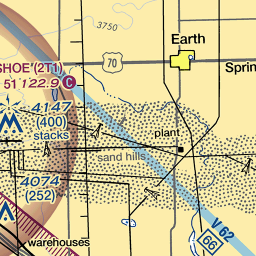 3750
Earth
70
SHOE (2T1)
Sprin
51 122.9 C
4147
(400)
stacks
plant
sand hills
4074
(252)
V 62
66
warehouses